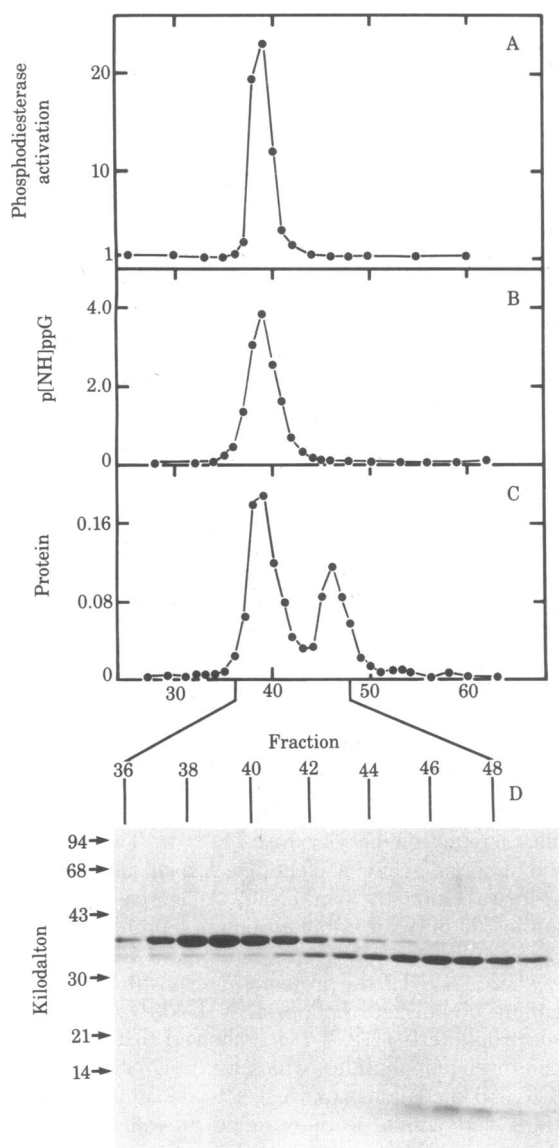 A
20
10
1
Phosphodiesterase
activation
B
4.0
2.0
0
p[NH]ppG
C
0.16
0.08
0
Protein
30 40 50 60
Fraction
36 38 40 42 44 46 48 D
94
68
43
30
21
14
Kilodalton